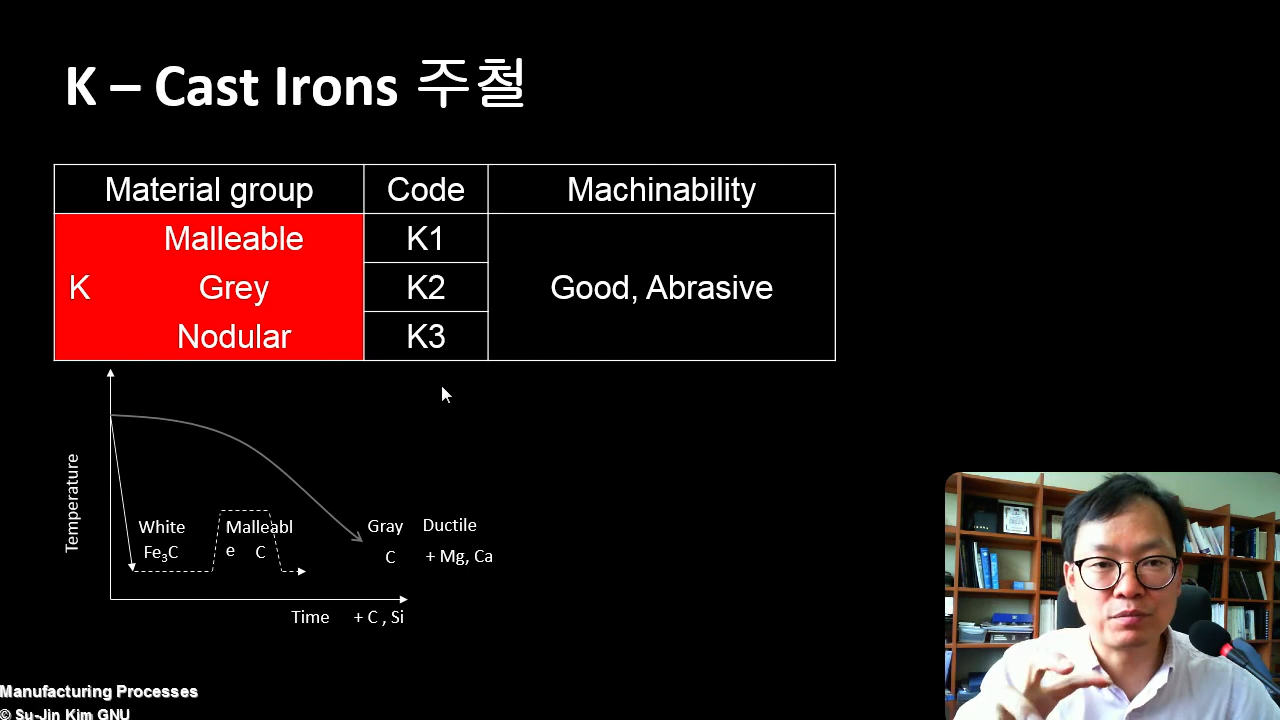 K – Cast Irons 주철
Material group Code Machinability
Malleable K1
K Grey K2 Good, Abrasive
Nodular K3
Temperature
White Malleabl Gray Ductile
Fe3C e C C + Mg, Ca
Time + C , Si
Manufacturing Processes
© Su-Jin Kim GNU